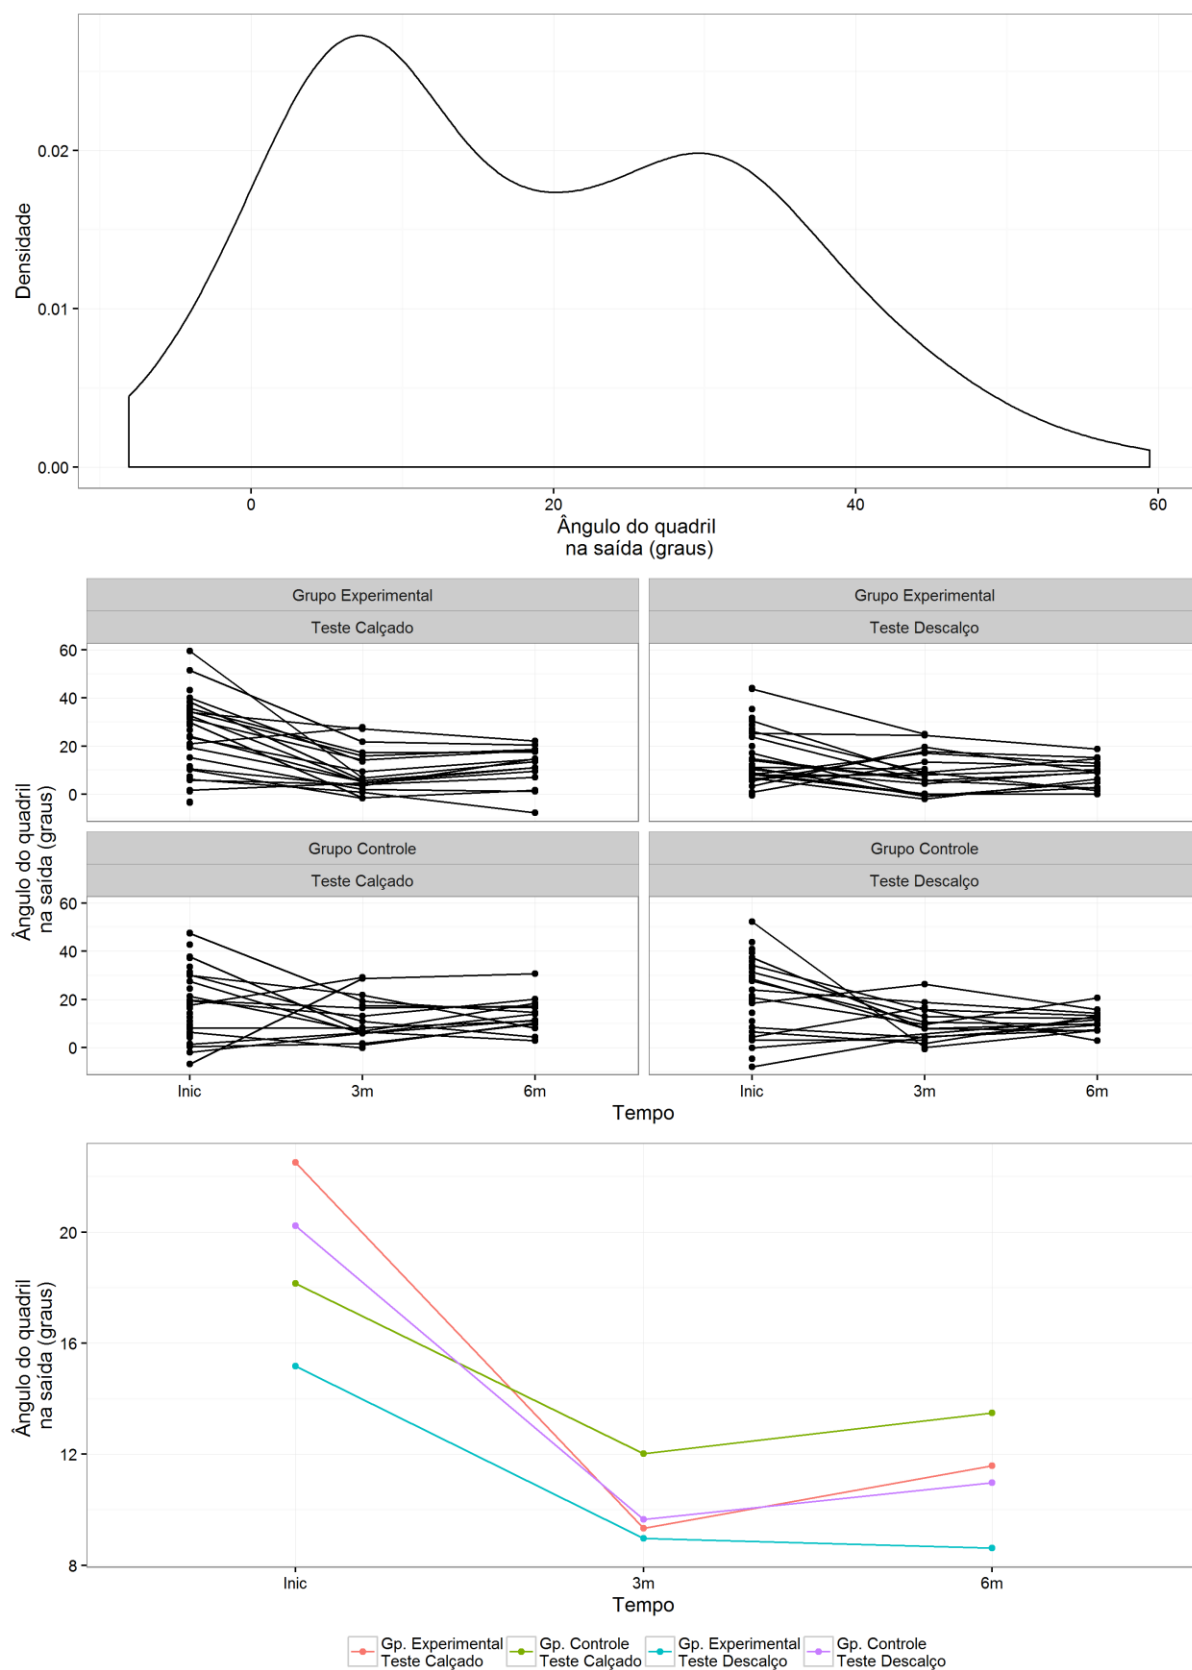 0.02
0.01
0.00
Densidade
0
20
40
60
Ângulo do quadril
na saída (graus)
Grupo Experimental
Teste Calçado
Grupo Experimental
Teste Descalço
60
40
20
0
Grupo Controle
Teste Calçado
Grupo Controle
Teste Descalço
60
40
20
0
Ângulo do quadril
na saída (graus)
Inic
3m
6m
Inic
3m
6m
Tempo
20
16
12
8
Ângulo do quadril
na saída (graus)
Inic
3m
6m
Tempo
Gp. Experimental
Teste Calçado
Gp. Controle
Teste Calçado
Gp. Experimental
Teste Descalço
Gp. Controle
Teste Descalço